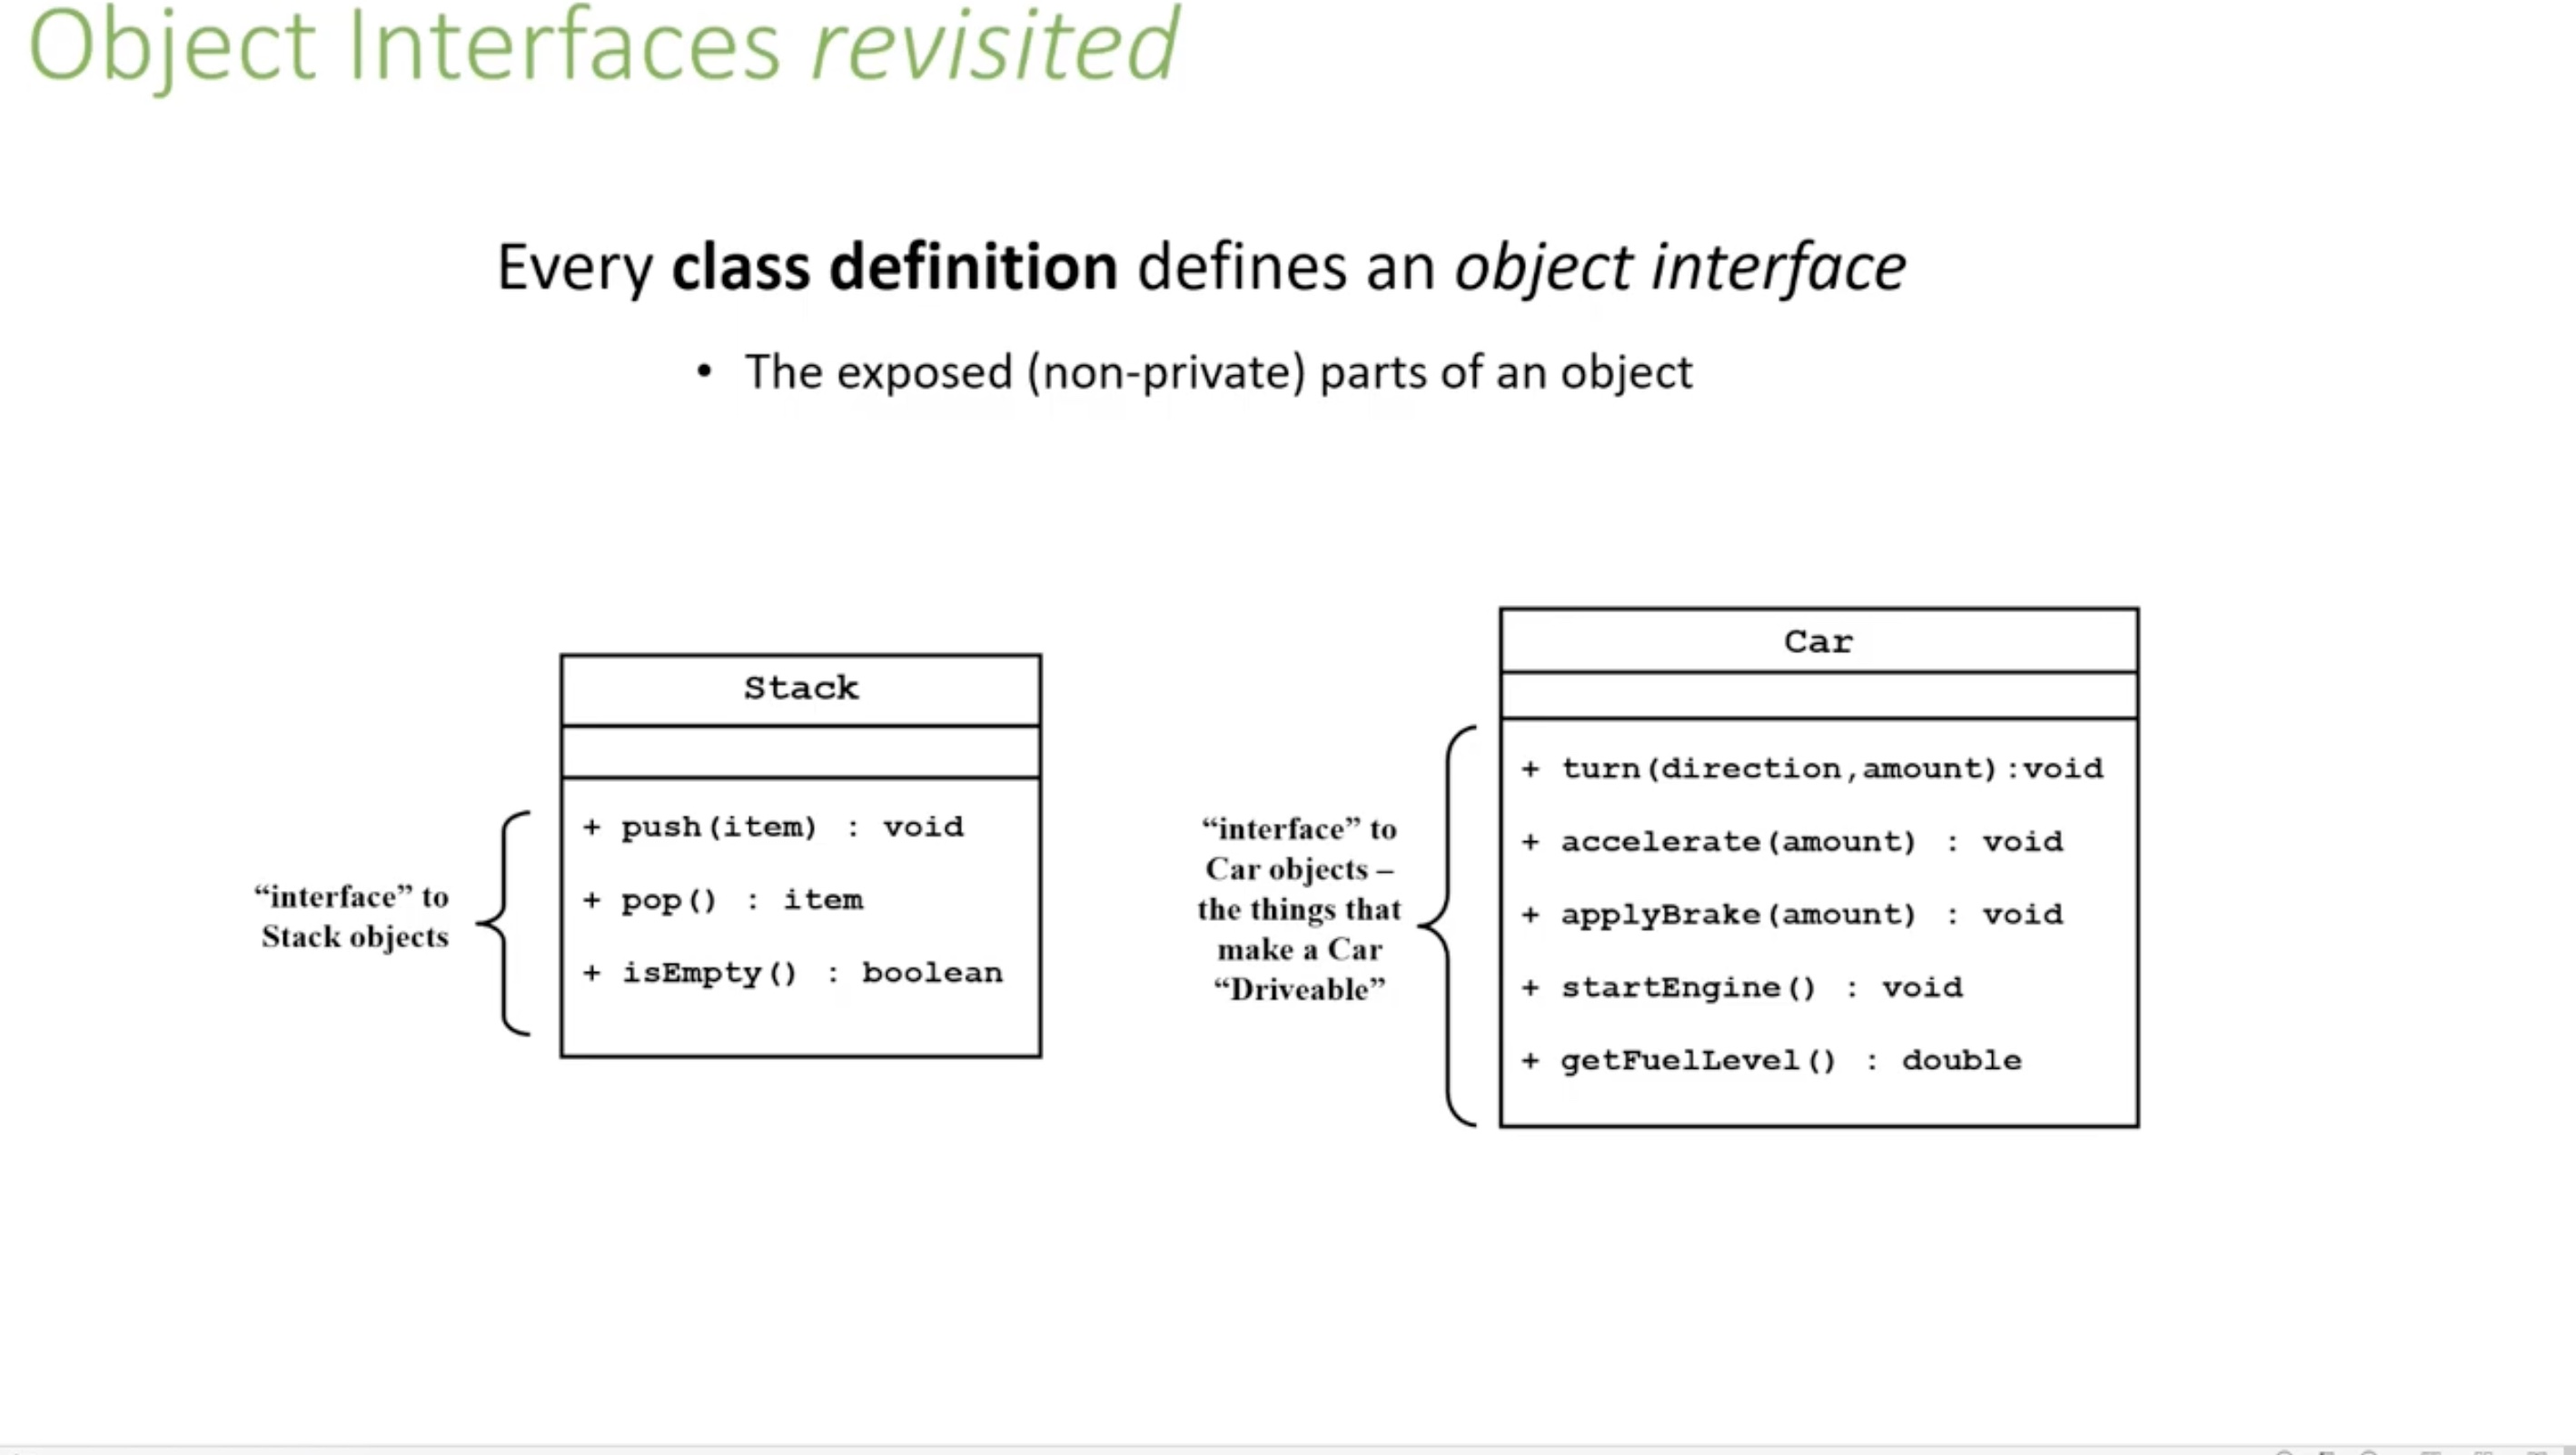 Object Interfaces revisited
Every class definition defines an object interface
• The exposed (non-private) parts of an object
Stack
+ push(item) : void
+ pop() : item
+ isEmpty() : boolean
“interface” to
Stack objects
Car
+ turn(direction,amount):void
+ accelerate(amount) : void
+ applyBrake(amount) : void
+ startEngine() : void
+ getFuelLevel() : double
“interface” to
Car objects –
the things that
make a Car
“Driveable”